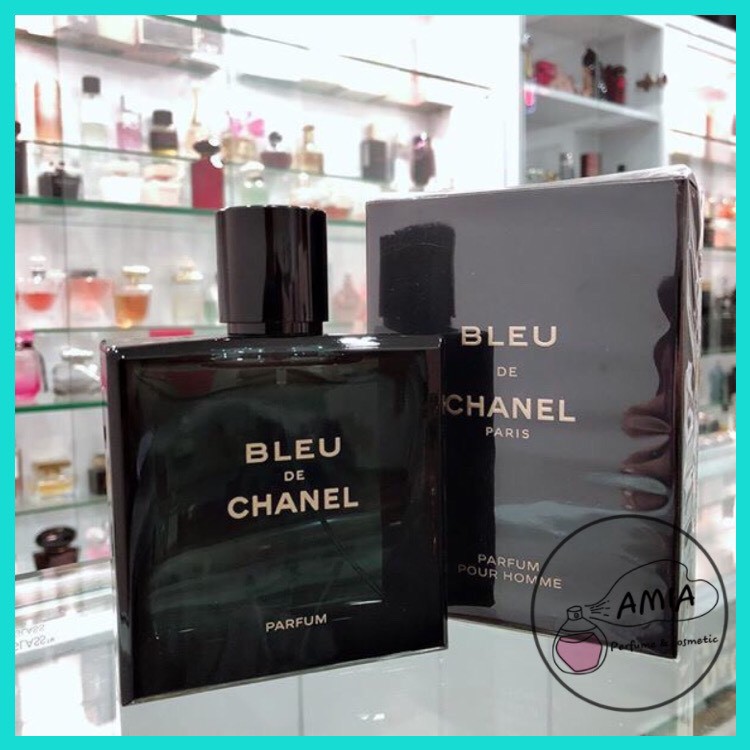 BLEU
DE
CHANEL
PARFUM
BLEU
DE
CHANEL
PARIS
PARFUM
POUR HOMME
AMIA
Perfume & cosmetic